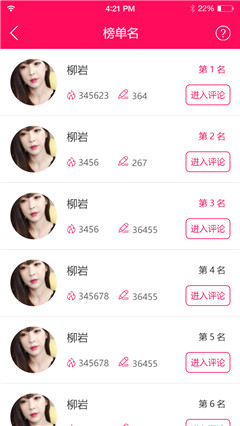 4:21 PM 22%
榜单名 ?
柳岩 第 1 名
345623 364 进入评论
柳岩 第 2 名
3456 267 进入评论
柳岩 第 3 名
3456 36455 进入评论
柳岩 第 4 名
345678 36455 进入评论
柳岩 第 5 名
345678 36455 进入评论
柳岩 第 6 名